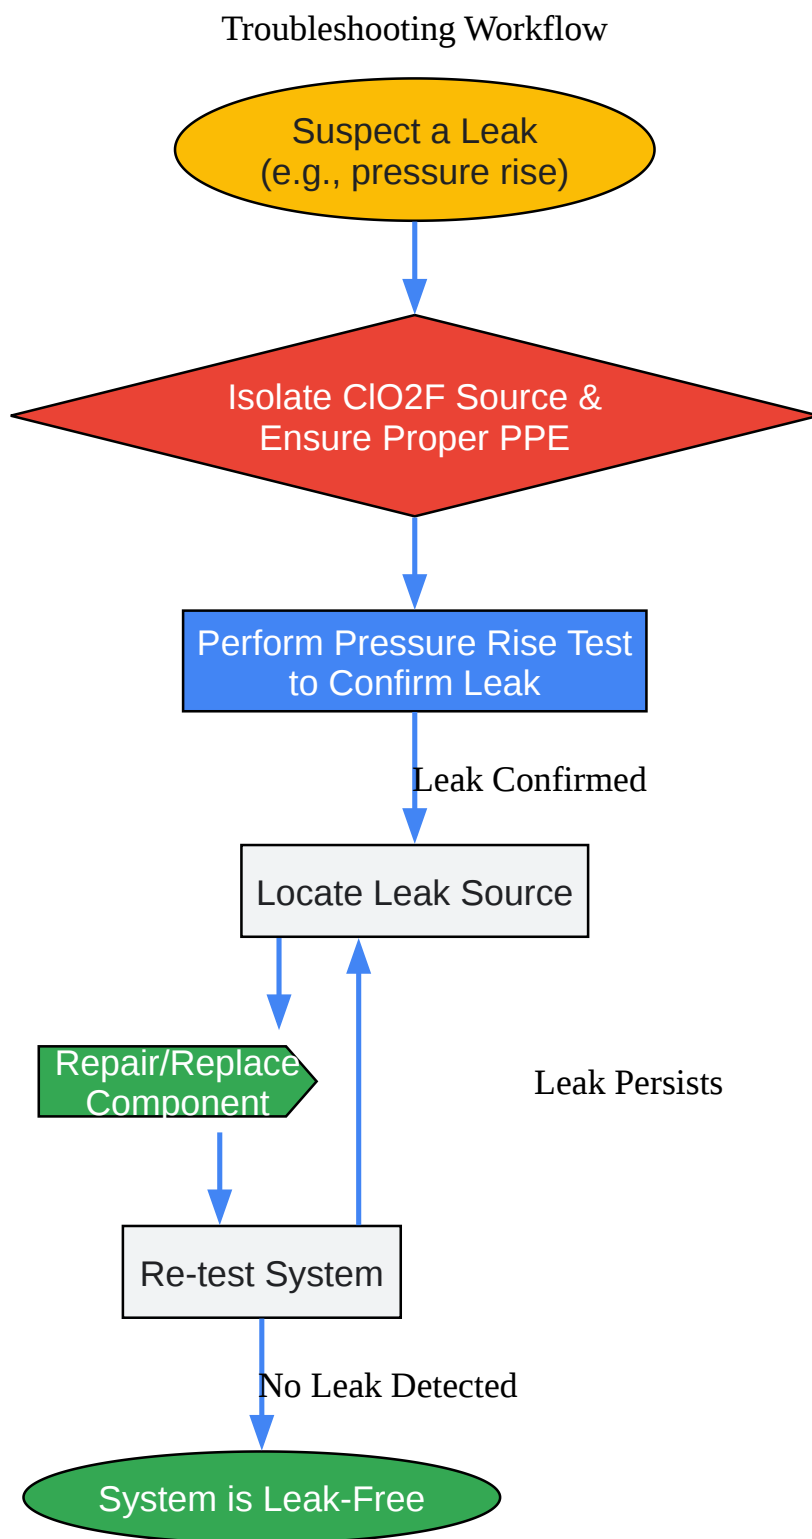 Troubleshooting Workflow
Suspect a Leak
(e.g., pressure rise)
Isolate ClO2F Source &
Ensure Proper PPE
Perform Pressure Rise Test
to Confirm Leak
Leak Confirmed
Locate Leak Source
Repair/Replace
Component
Leak Persists
Re-test System
No Leak Detected
System is Leak-Free